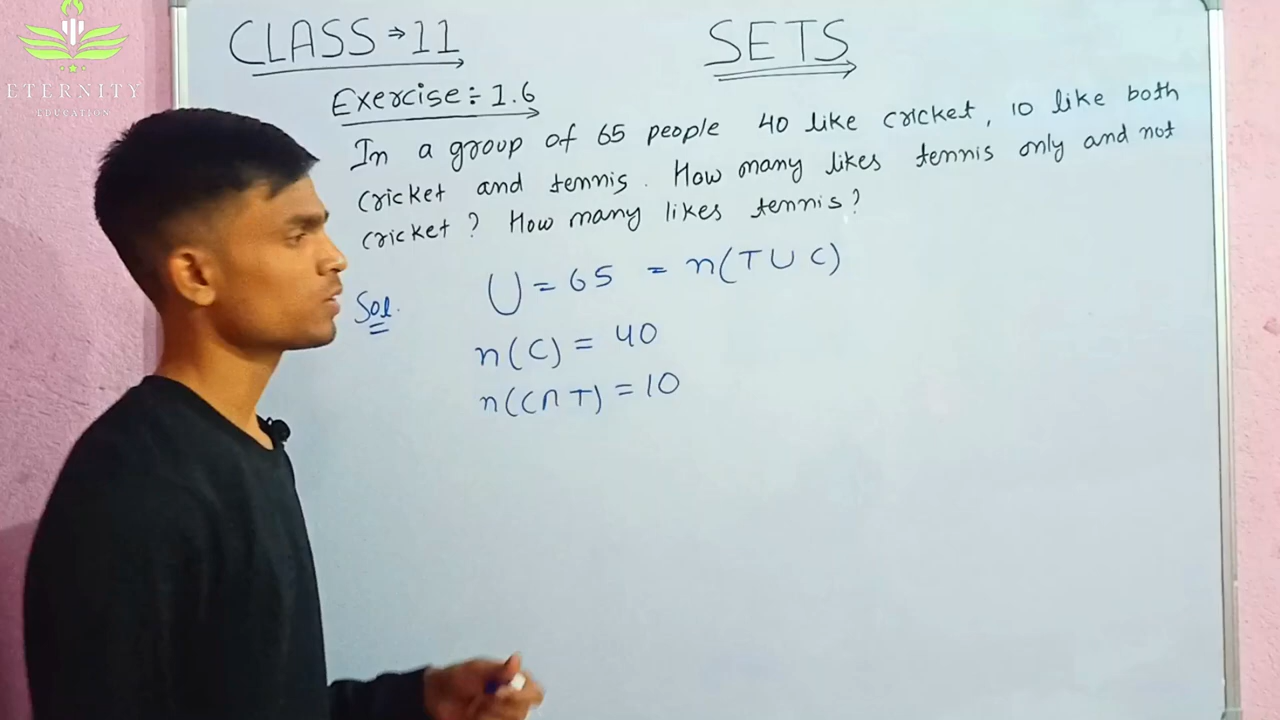 ETERNITY
EDUCATION
CLASS → 11
SETS
Exercise ÷ 1.6
In a group of 65 people 40 like cricket, 10 like both
cricket and tennis. How many likes tennis only and not
cricket? How many likes tennis?
Sol.
U = 65 = n(T U C)
n(C) = 40
n(C∩T) = 10